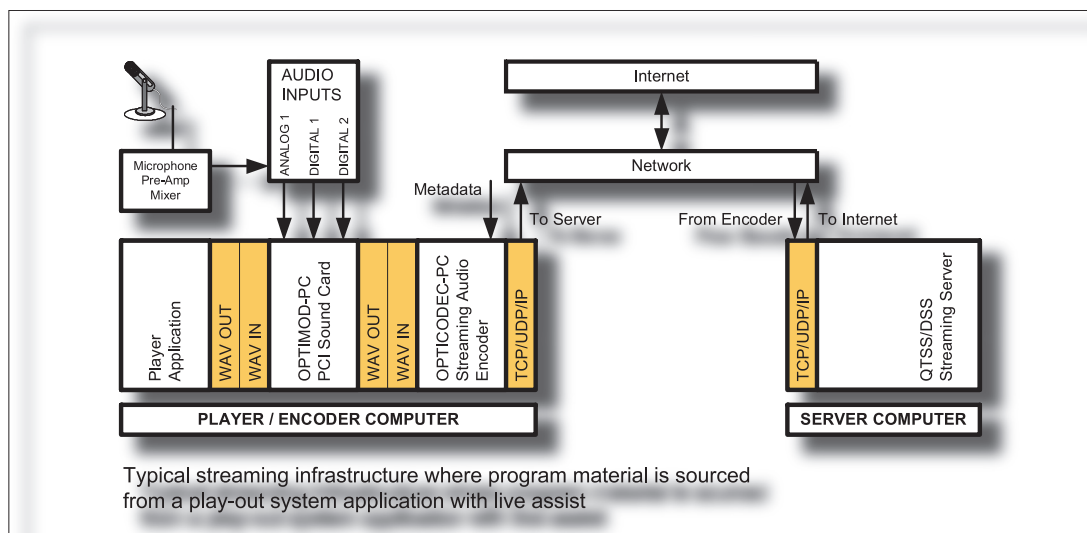 AUDIO
INPUTS
ANALOG 1
DIGITAL 1
DIGITAL 2
Microphone
Pre-Amp
Mixer
Internet
Network
Metadata
To Server
From Encoder
To Internet
Player
Application
WAV OUT
WAV IN
OPTIMOD-PC
PCI Sound Card
WAV OUT
WAV IN
OPTICODEC-PC
Streaming Audio
Encoder
TCP/UDP/IP
TCP/UDP/IP
QTSS/DSS
Streaming Server
PLAYER / ENCODER COMPUTER
SERVER COMPUTER
Typical streaming infrastructure where program material is sourced
from a play-out system application with live assist